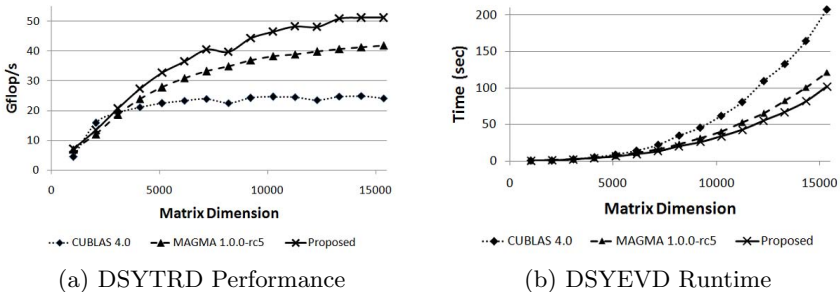 50
40
30
20
10
0
Gflop/s
0
5000
10000
15000
Matrix Dimension
CUBLAS 4.0
MAGMA 1.0.0-rc5
Proposed
(a) DSYTRD Performance
200
150
100
50
0
Time (sec)
0
5000
10000
15000
Matrix Dimension
CUBLAS 4.0
MAGMA 1.0.0-rc5
Proposed
(b) DSYEVD Runtime